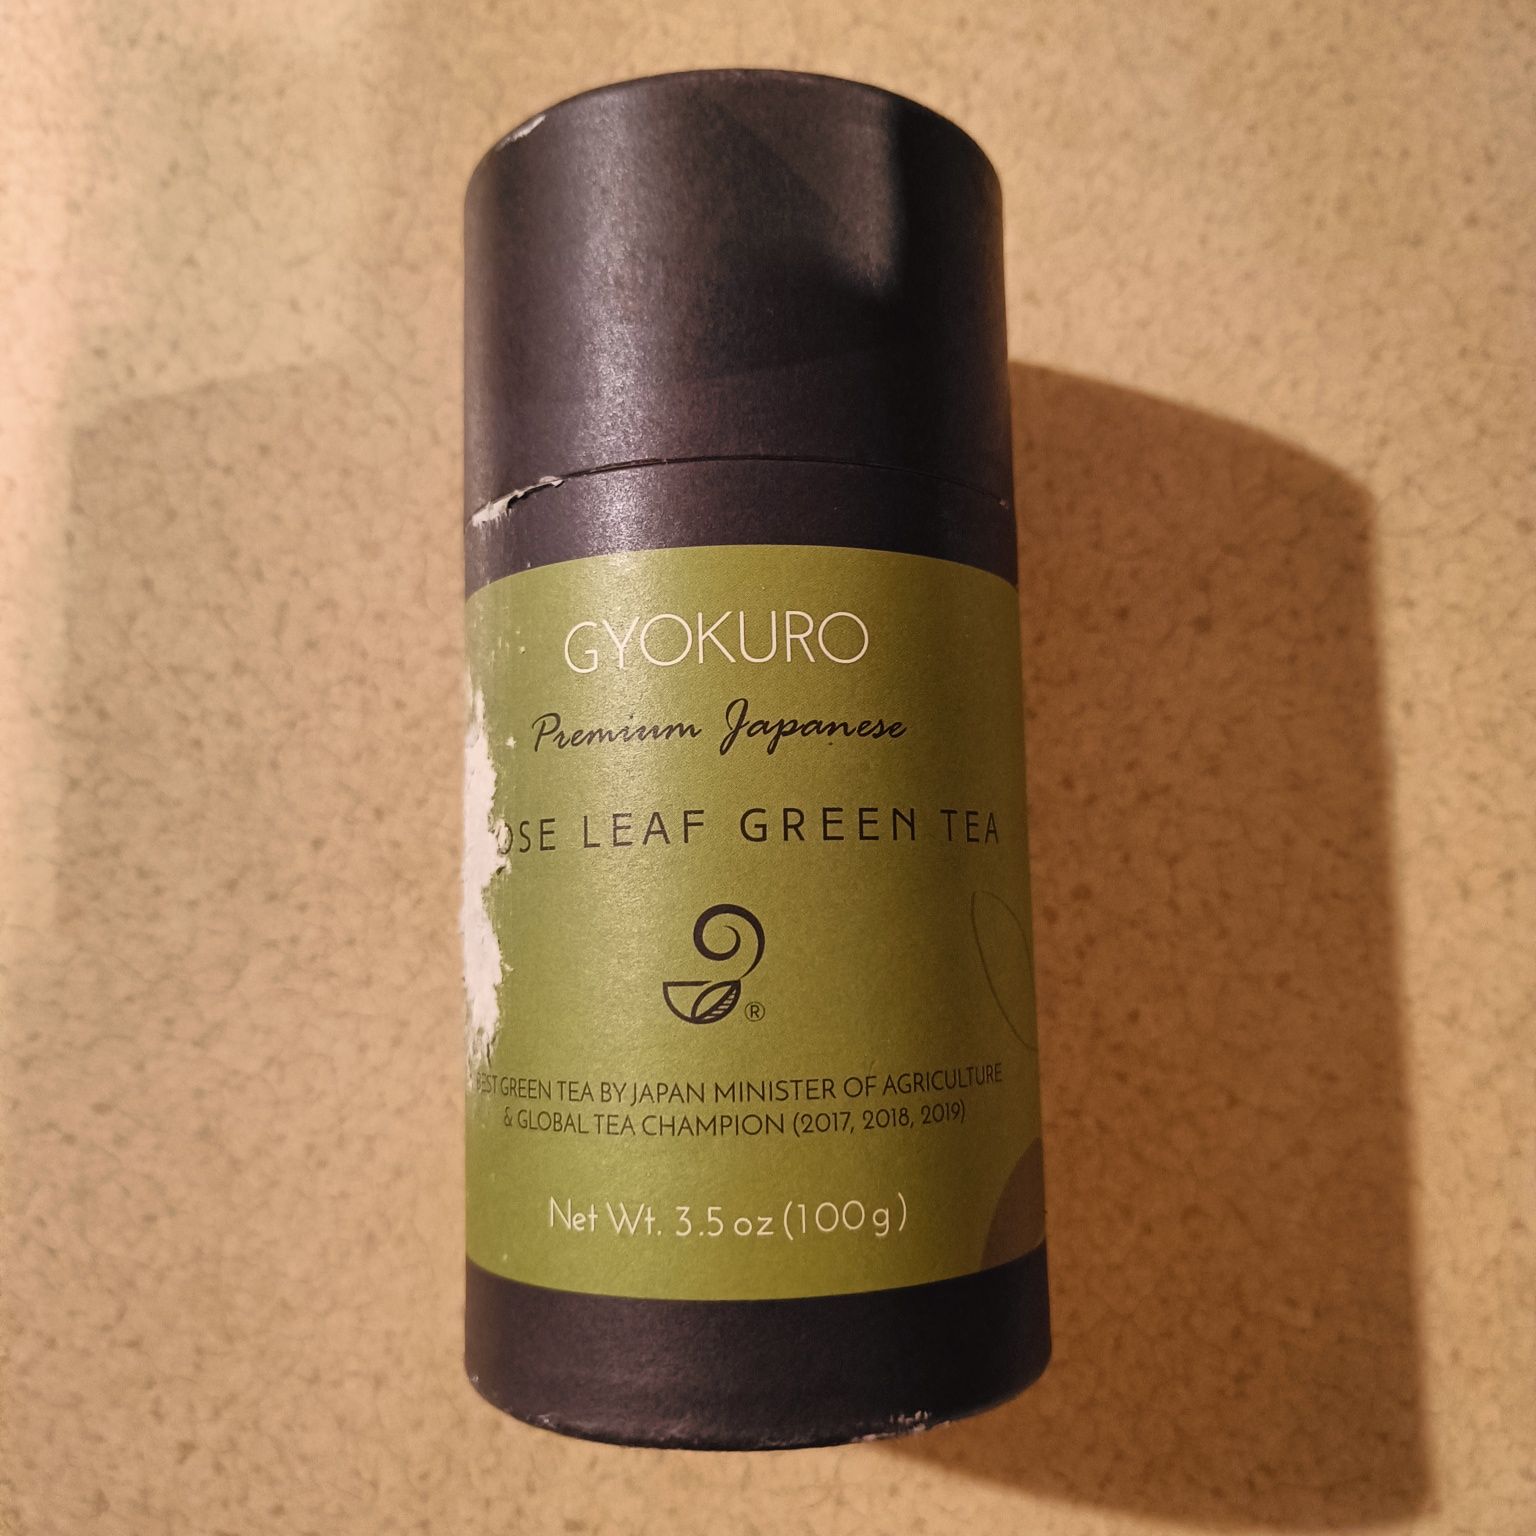 GYOKURO
Premium Japanese
OSE LEAF GREEN TEA
®
BEST GREEN TEA BY JAPAN MINISTER OF AGRICULTURE
& GLOBAL TEA CHAMPION (2017, 2018, 2019)
Net Wt. 3.5 oz (100g)